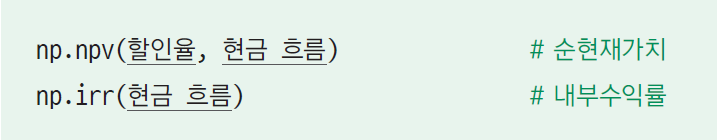 np.npv(할인율, 현금 흐름) # 순현재가치
np.irr(현금 흐름) # 내부수익률